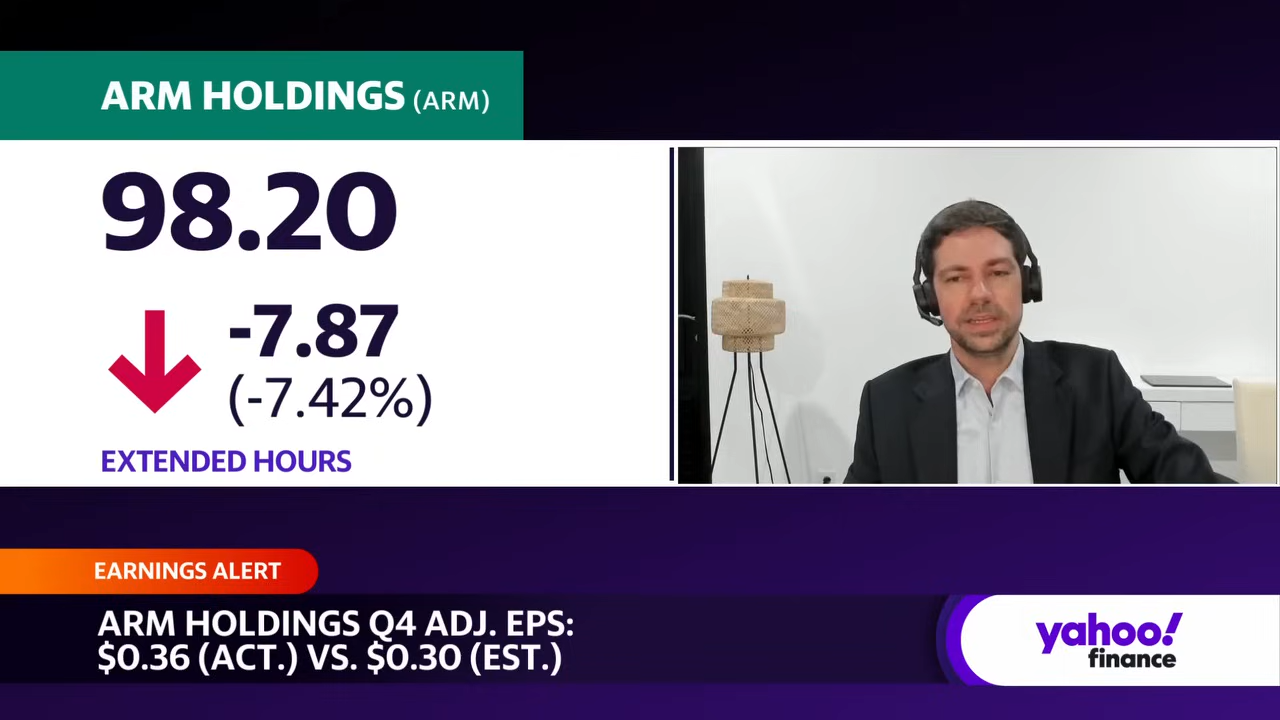 ARM HOLDINGS (ARM)
98.20
-7.87
(-7.42%)
EXTENDED HOURS
EARNINGS ALERT
ARM HOLDINGS Q4 ADJ. EPS:
$0.36 (ACT.) VS. $0.30 (EST.)
yahoo!
finance